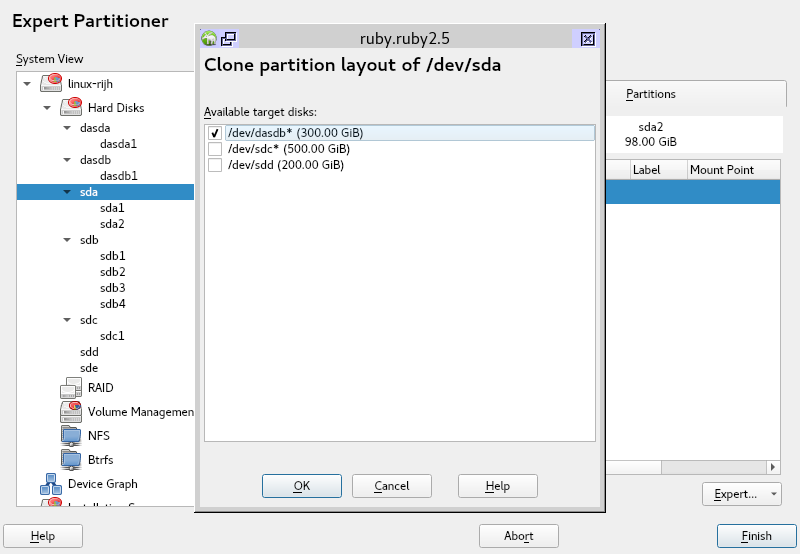 Expert Partitioner
System View
linux-rijh
Hard Disks
dasda
dasda1
dasdb
dasdb1
sda
sda1
sda2
sdb
sdb1
sdb2
sdb3
sdb4
sdc
sdc1
sdd
sde
RAID
Volume Managemen
NFS
Btrfs
Device Graph
ruby.ruby2.5
Clone partition layout of /dev/sda
Available target disks:
/dev/dasdb* (300.00 GiB)
/dev/sdc* (500.00 GiB)
/dev/sdd (200.00 GiB)
OK Cancel Help
Partitions
sda2
98.00 GiB
Label Mount Point
Expert...
Help Abort Finish